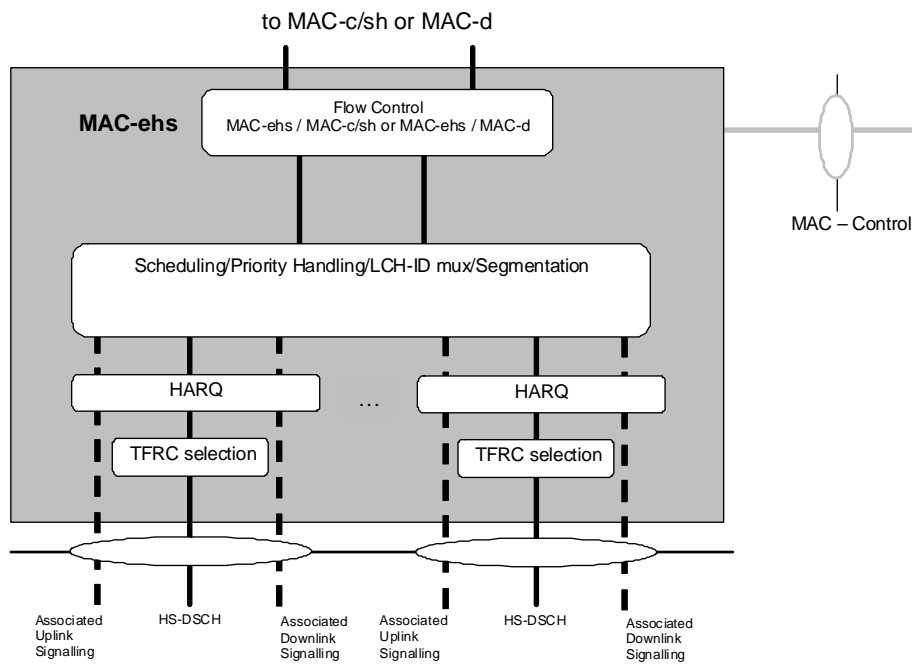 to MAC-c/sh or MAC-d
Flow Control
MAC-ehs / MAC-c/sh or MAC-ehs / MAC-d
MAC-ehs
MAC – Control
Scheduling/Priority Handling/LCH-ID mux/Segmentation
HARQ
...
HARQ
TFRC selection
TFRC selection
Associated
Uplink
Signalling
HS-DSCH
Associated
Downlink
Signalling
Associated
Uplink
Signalling
HS-DSCH
Associated
Downlink
Signalling